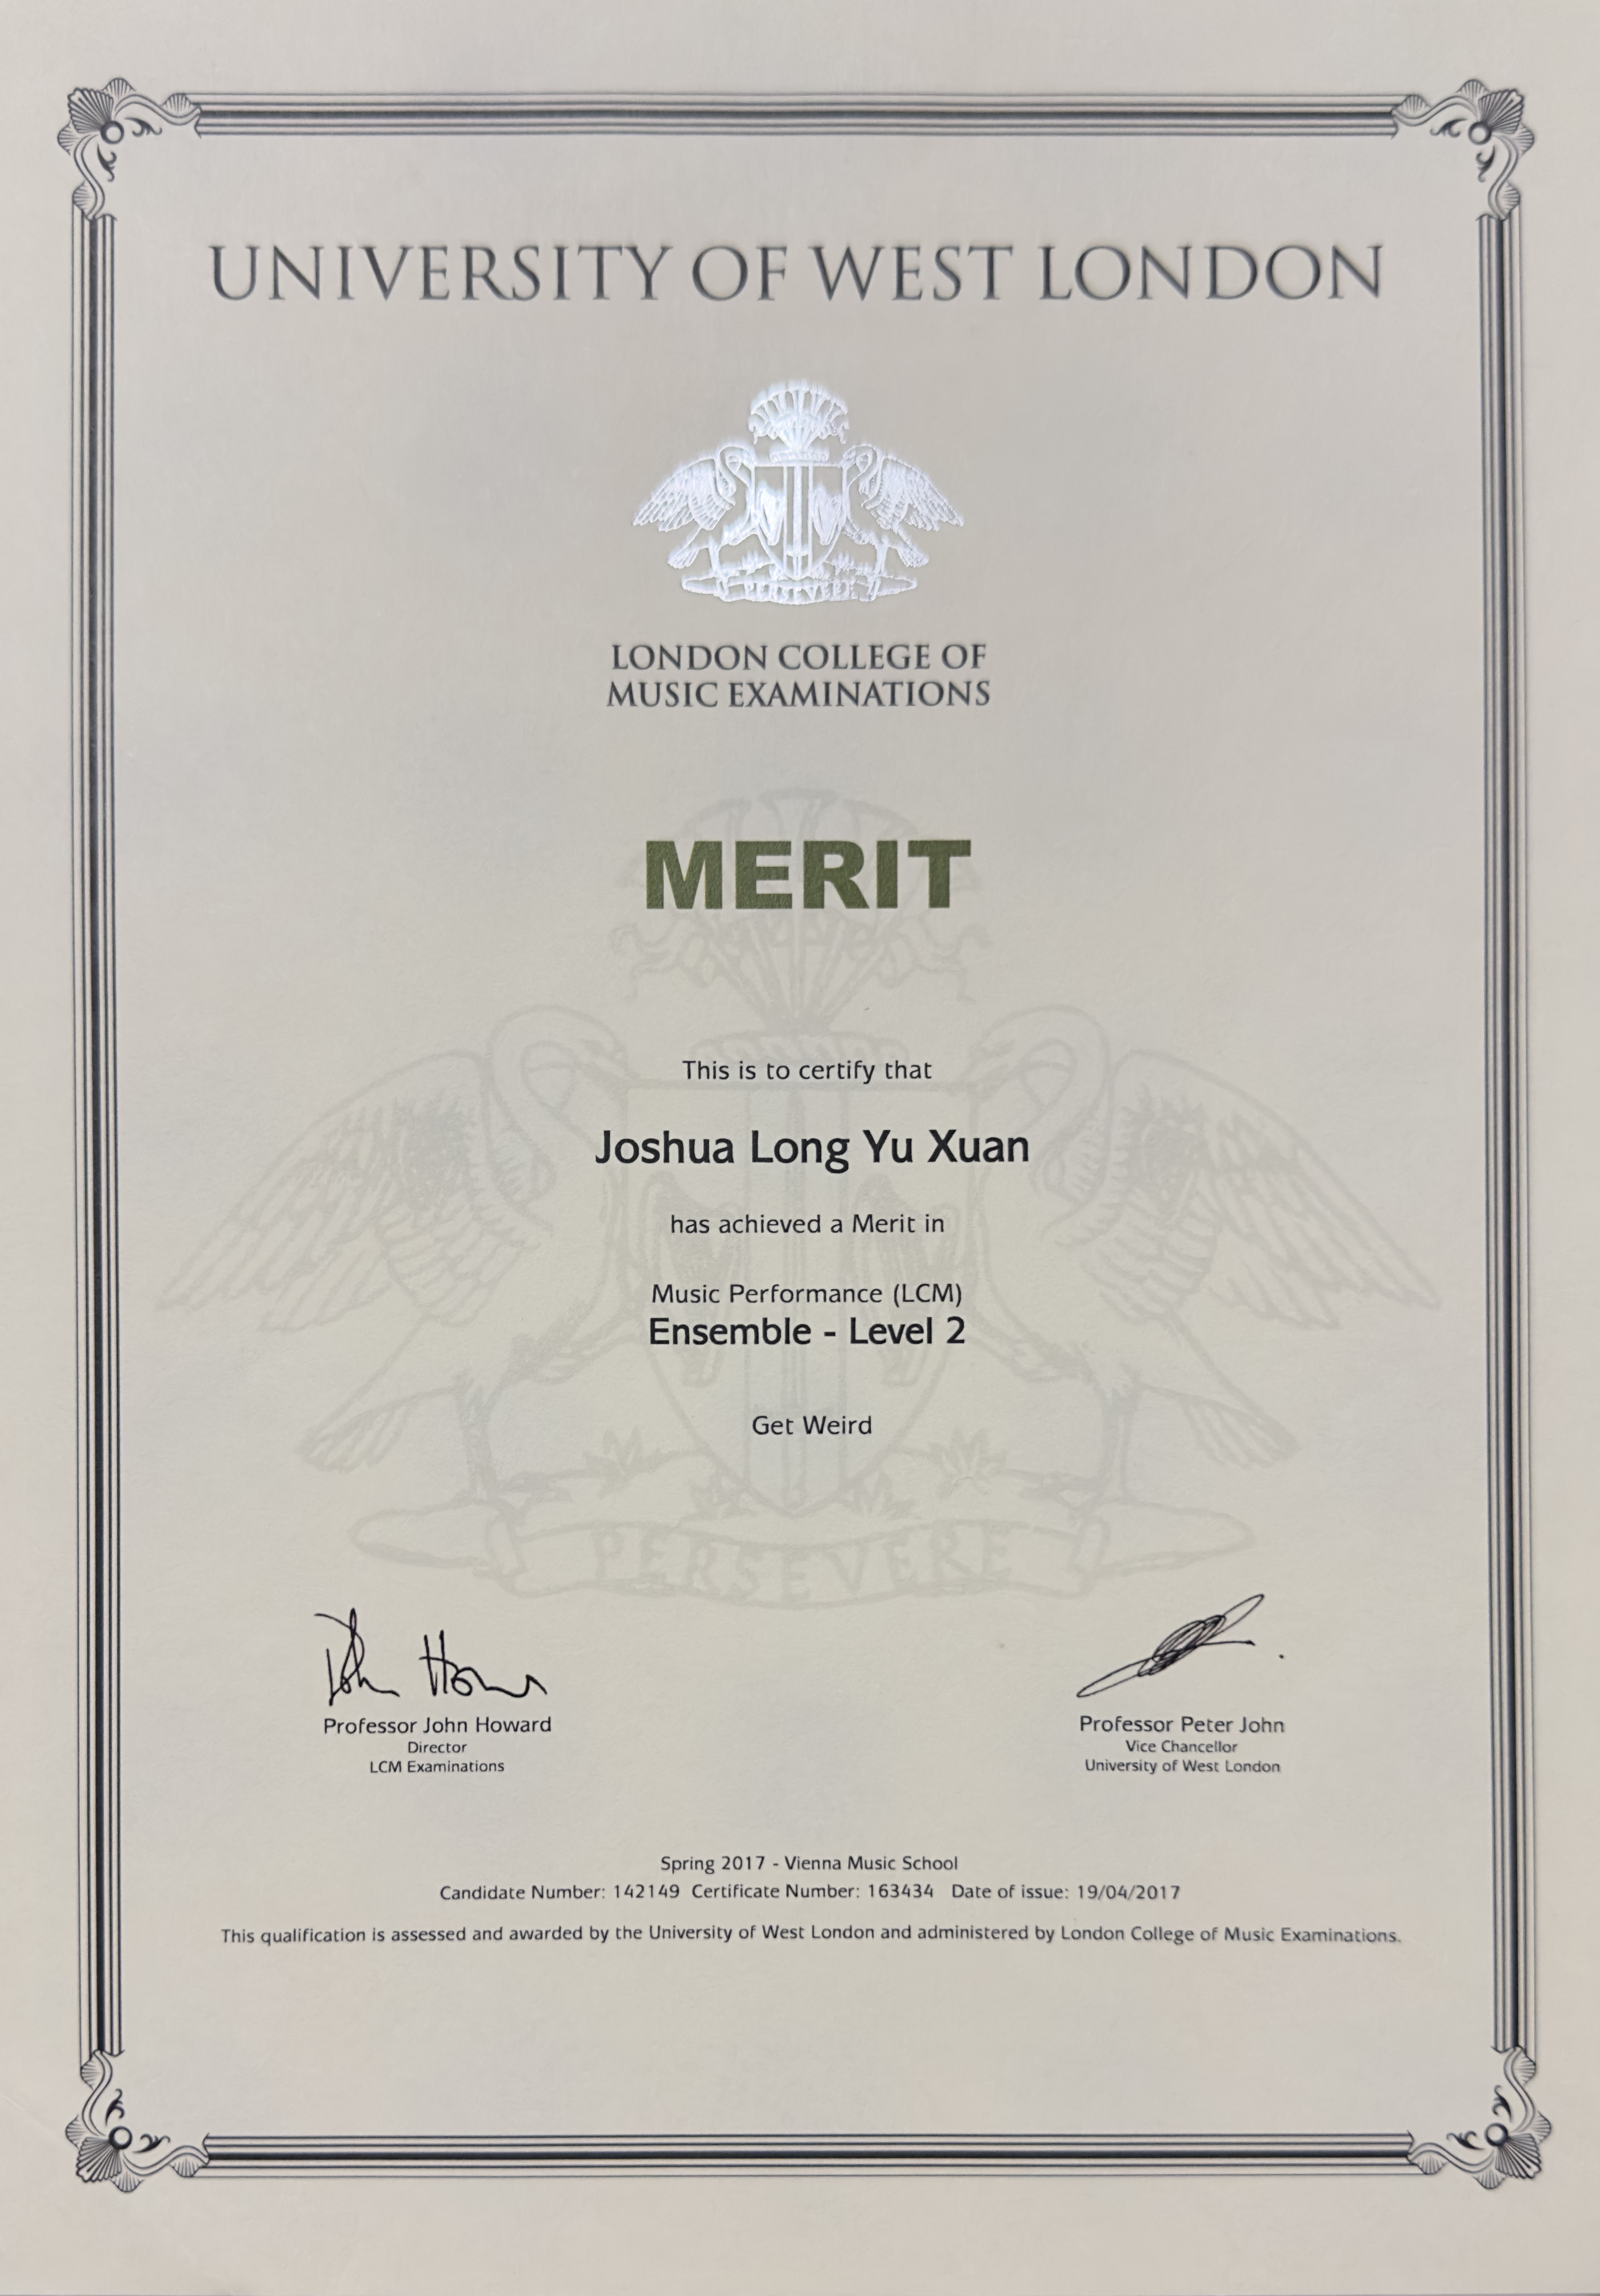 UNIVERSITY OF WEST LONDON
PERSEVERE
LONDON COLLEGE OF
MUSIC EXAMINATIONS
MERIT
This is to certify that
Joshua Long Yu Xuan
has achieved a Merit in
Music Performance (LCM)
Ensemble - Level 2
Get Weird
PERSEVERE
John Howard
Professor John Howard
Director
LCM Examinations
Professor Peter John
Vice Chancellor
University of West London
Spring 2017 - Vienna Music School
Candidate Number: 142149 Certificate Number: 163434 Date of issue: 19/04/2017
This qualification is assessed and awarded by the University of West London and administered by London College of Music Examinations.